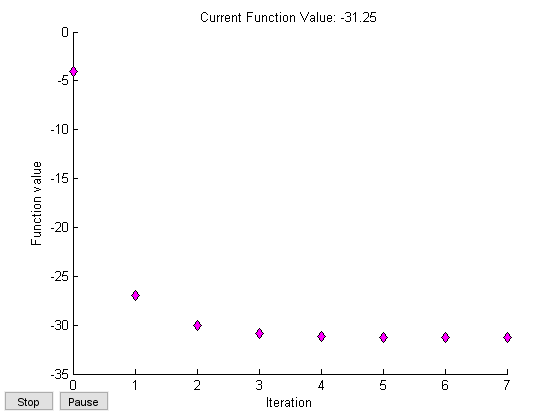 Current Function Value: -31.25
0
-5
-10
-15
-20
-25
-30
-35
Function value
0 1 2 3 4 5 6 7
Iteration
Stop Pause